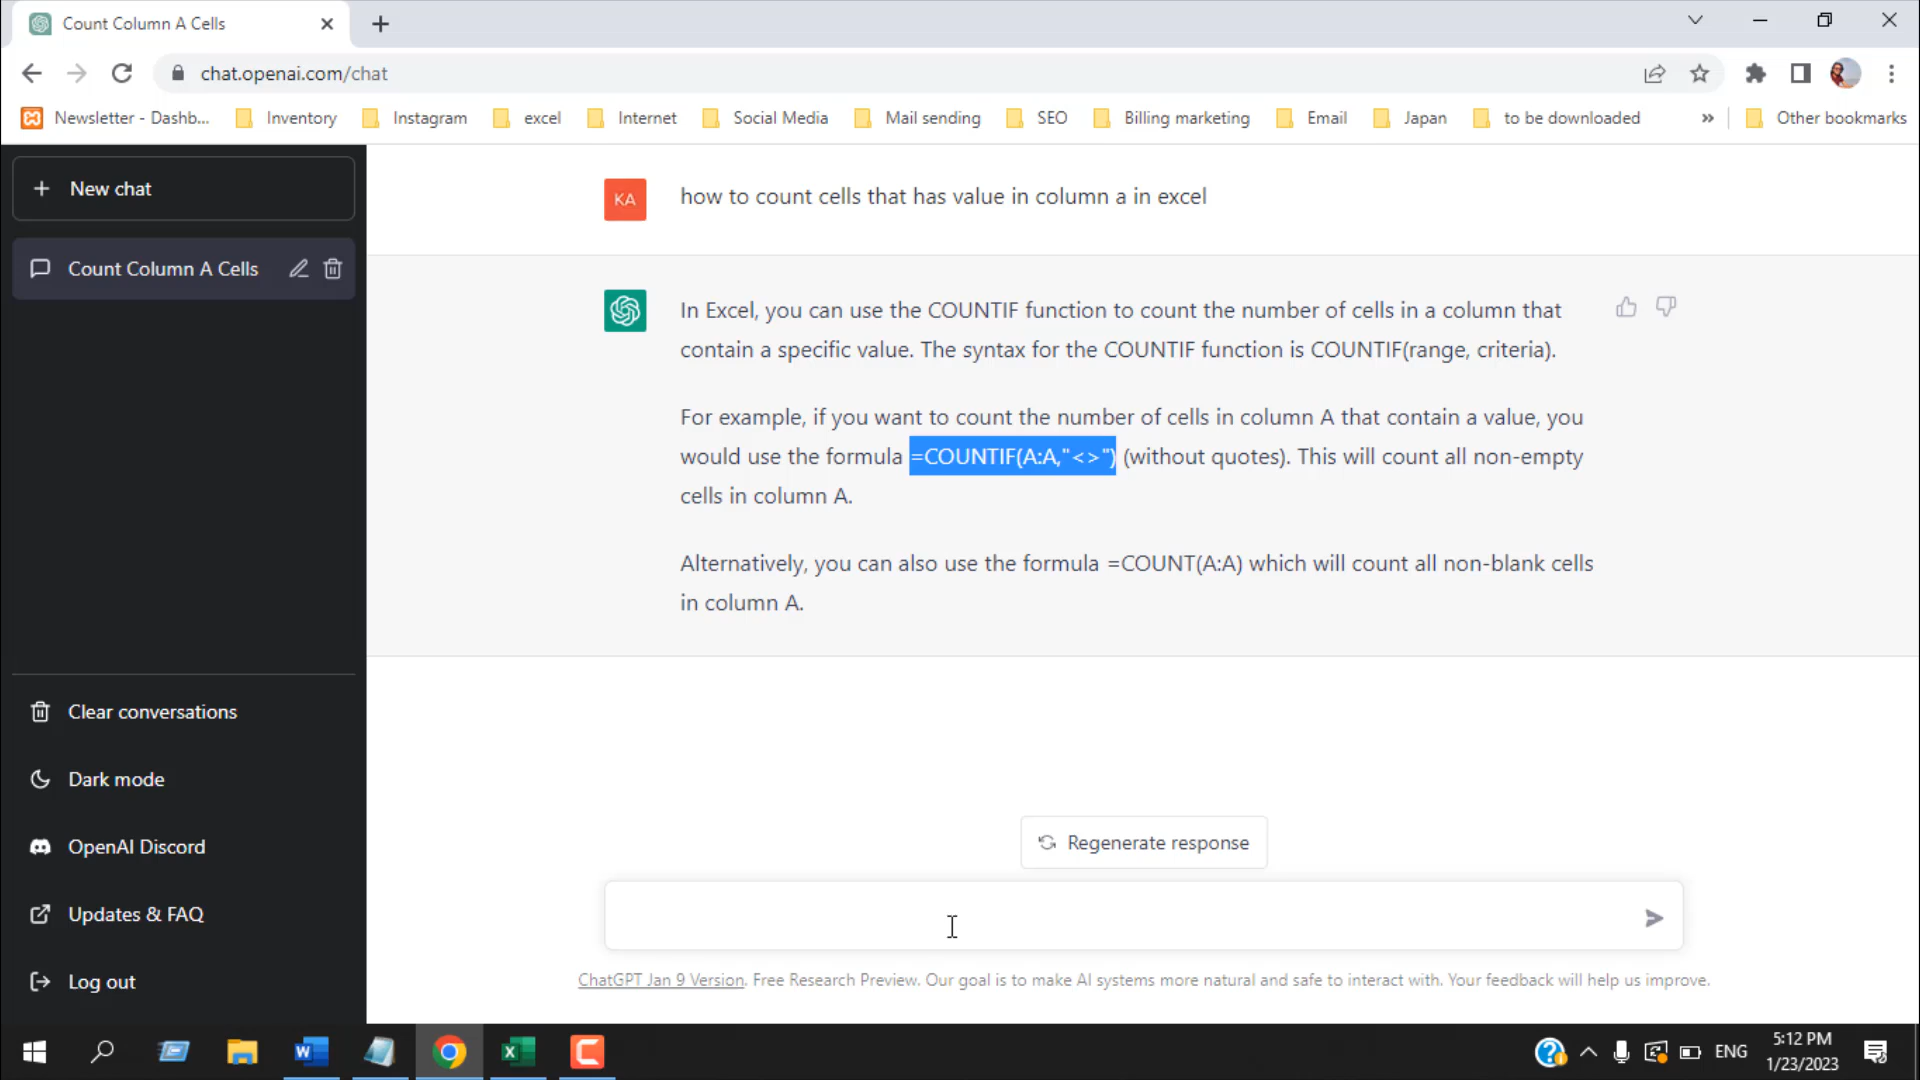 Count Column A Cells
chat.openai.com/chat
Newsletter - Dashb...
Inventory
Instagram
excel
Internet
Social Media
Mail sending
SEO
Billing marketing
Email
Japan
to be downloaded
»
Other bookmarks
New chat
Count Column A Cells
Clear conversations
Dark mode
OpenAI Discord
Updates & FAQ
Log out
KA
how to count cells that has value in column a in excel
In Excel, you can use the COUNTIF function to count the number of cells in a column that
contain a specific value. The syntax for the COUNTIF function is COUNTIF(range, criteria).
For example, if you want to count the number of cells in column A that contain a value, you
would use the formula =COUNTIF(A:A,"<>") (without quotes). This will count all non-empty
cells in column A.
Alternatively, you can also use the formula =COUNT(A:A) which will count all non-blank cells
in column A.
Regenerate response
ChatGPT Jan 9 Version. Free Research Preview. Our goal is to make AI systems more natural and safe to interact with. Your feedback will help us improve.
ENG
5:12 PM
1/23/2023